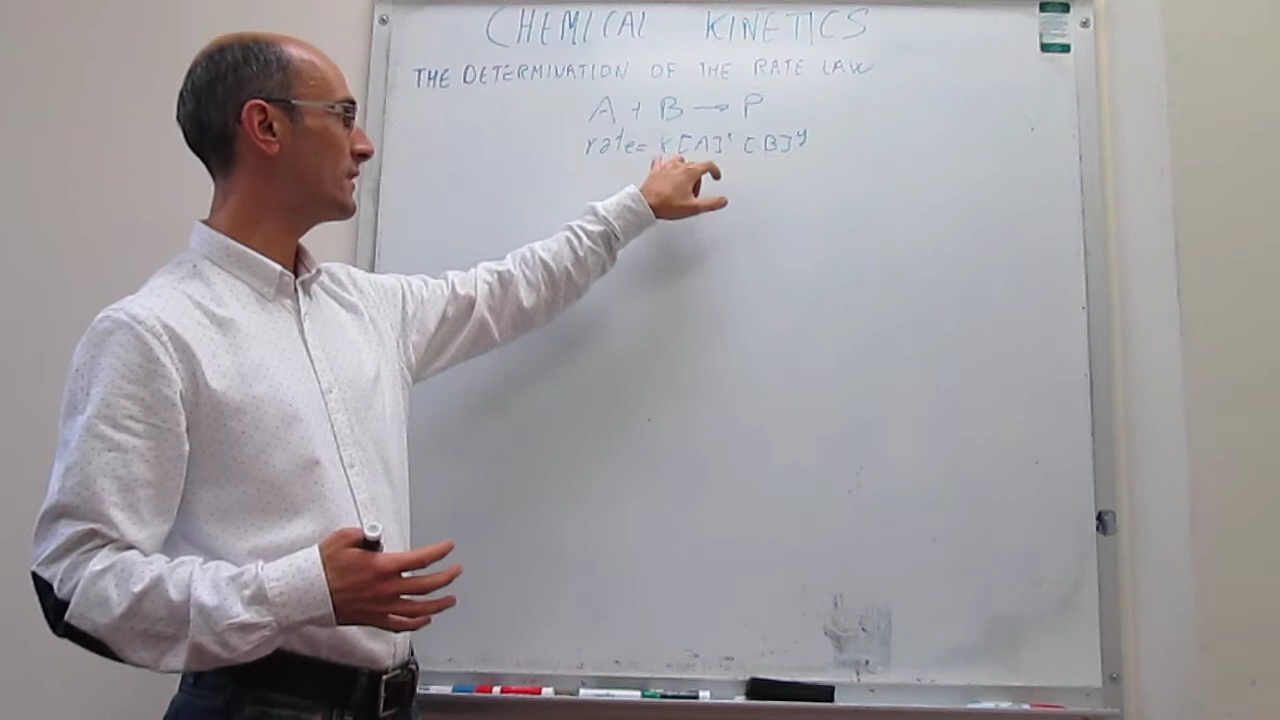 CHEMICAL KINETICS
THE DETERMINATION OF THE RATE LAW
A + B → P
rate = k[A]ˣ [B]ʸ